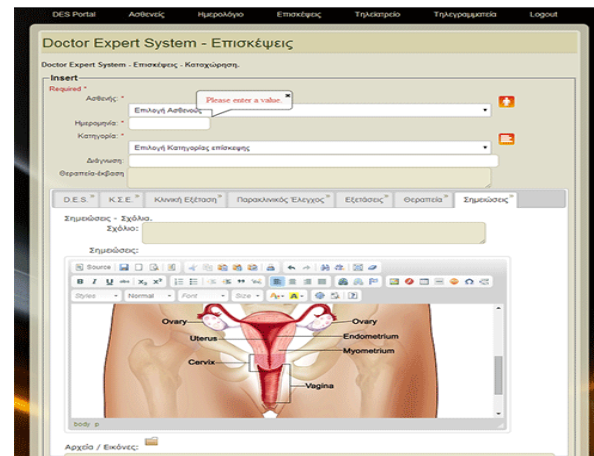 DES Portal Ασθενείς Ημερολόγιο Επισκέψεις Τηλεϊατρείο Τηλεγραμματεία Logout
Doctor Expert System - Επισκέψεις
Doctor Expert System - Επισκέψεις - Καταχώρηση.
Insert
Required *
Ασθενής: *
Please enter a value.
Επιλογή Ασθενούς
Ημερομηνία: *
Κατηγορία: *
Επιλογή Κατηγορίας επίσκεψης
Διάγνωση:
Θεραπεία-έκβαση
D.E.S. Κ.Σ.Ε. Κλινική Εξέταση Παρακλινικός Έλεγχος Εξετάσεις Θεραπεία Σημειώσεις
Σημειώσεις - Σχόλια.
Σχόλιο:
Σημειώσεις:
Source
Styles Normal Font Size
Ovary Ovary
Uterus Endometrium
Myometrium
Cervix
Vagina
body p
Αρχεία / Εικόνες: